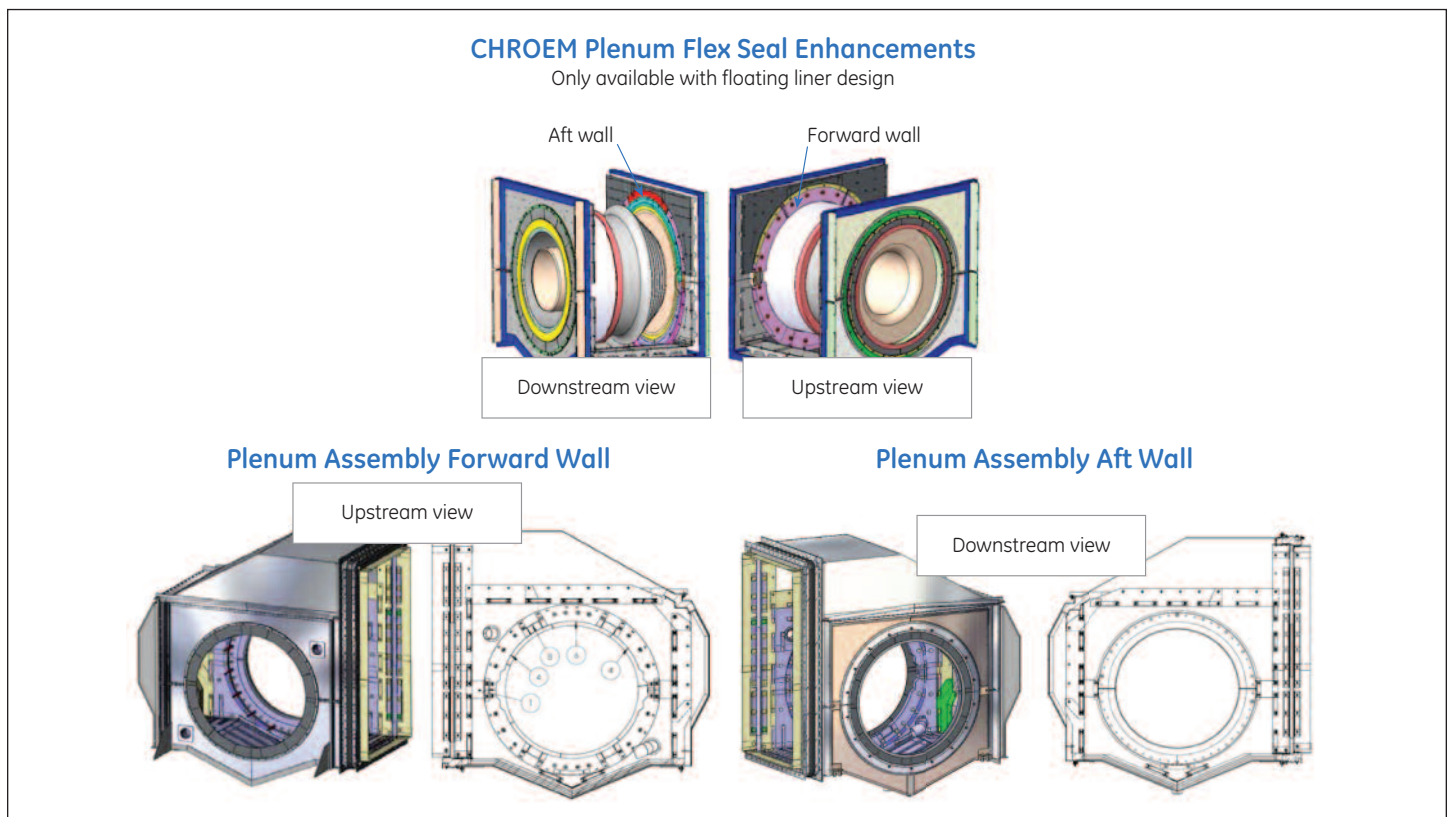 CHROEM Plenum Flex Seal Enhancements
Only available with floating liner design
Aft wall
Forward wall
Downstream view
Upstream view
Plenum Assembly Forward Wall
Plenum Assembly Aft Wall
Upstream view
Downstream view